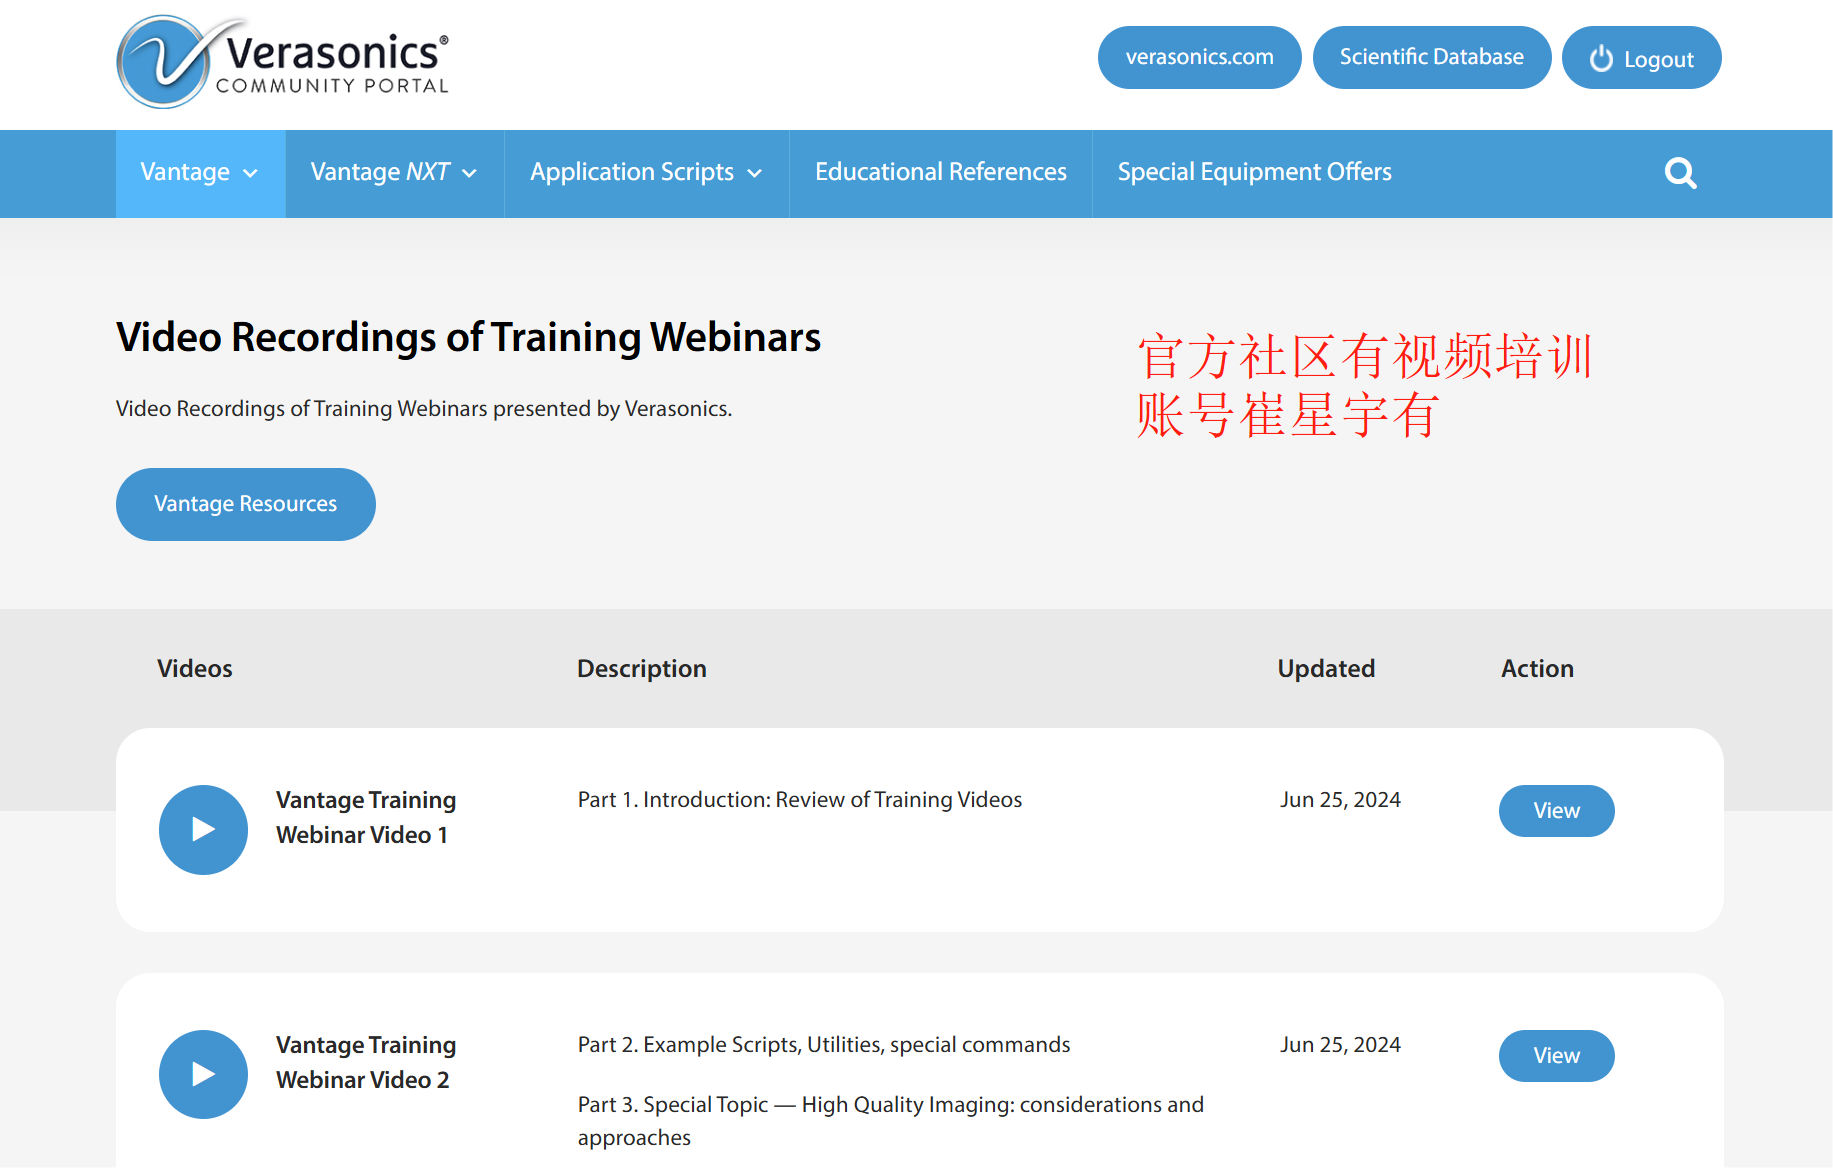 Verasonics®
COMMUNITY PORTAL
verasonics.com
Scientific Database
Logout
Vantage
Vantage NXT
Application Scripts
Educational References
Special Equipment Offers
Video Recordings of Training Webinars
官方社区有视频培训
账号崔星宇有
Video Recordings of Training Webinars presented by Verasonics.
Vantage Resources
Videos
Description
Updated
Action
Vantage Training
Webinar Video 1
Part 1. Introduction: Review of Training Videos
Jun 25, 2024
View
Vantage Training
Webinar Video 2
Part 2. Example Scripts, Utilities, special commands
Part 3. Special Topic — High Quality Imaging: considerations and
approaches
Jun 25, 2024
View